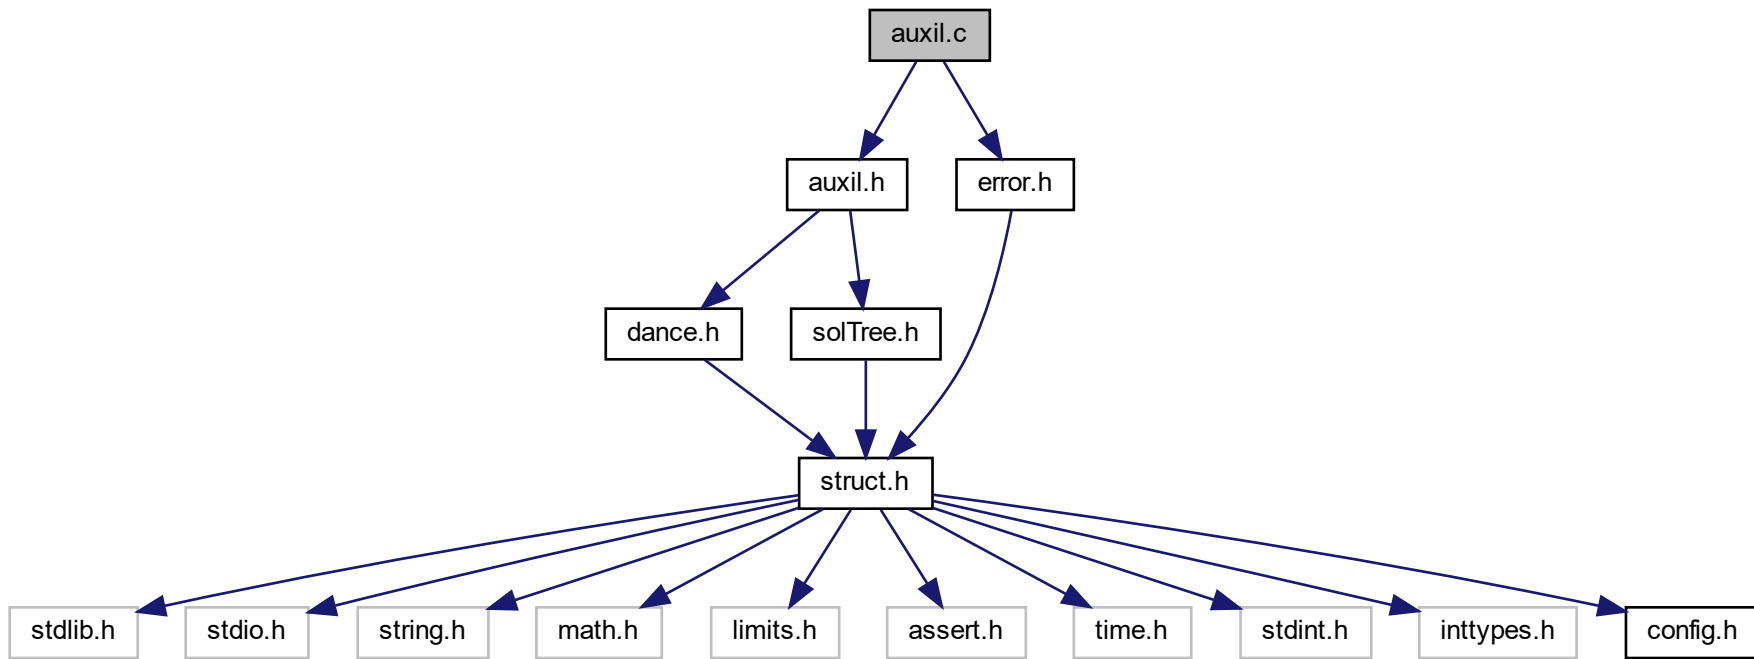 auxil.c
auxil.h
error.h
dance.h
solTree.h
struct.h
stdlib.h
stdio.h
string.h
math.h
limits.h
assert.h
time.h
stdint.h
inttypes.h
config.h